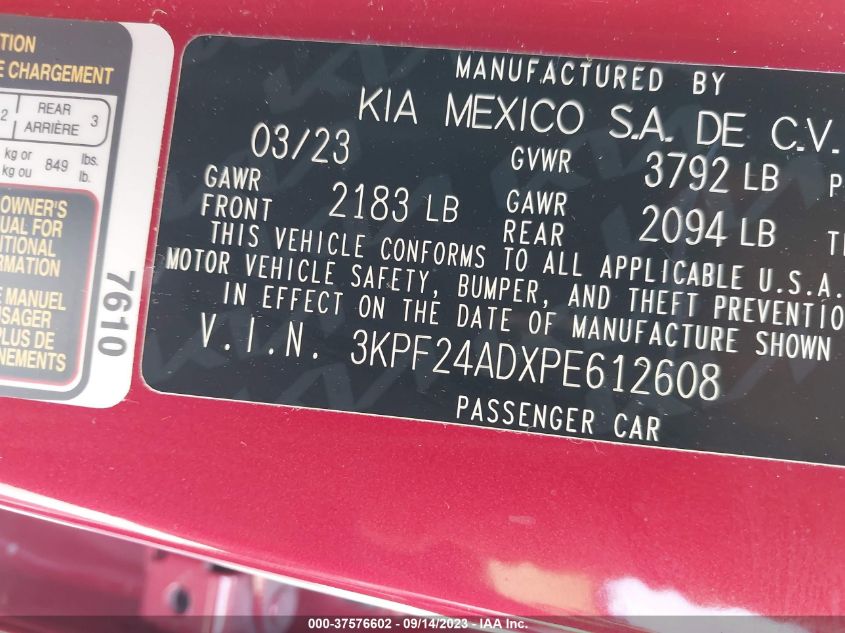 TION
E CHARGEMENT
2 REAR 3
ARRIÈRE
kg or 849 lbs.
kg ou lb.
OWNER'S
UAL FOR
ITIONAL
RMATION
E MANUEL
USAGER
PLUS DE
NEMENTS
7610
MANUFACTURED BY
KIA MEXICO S.A. DE C.V.
03/23 GVWR 3792 LB P
GAWR FRONT 2183 LB GAWR REAR 2094 LB T
THIS VEHICLE CONFORMS TO ALL APPLICABLE U.S.A.
MOTOR VEHICLE SAFETY, BUMPER, AND THEFT PREVENTIO
IN EFFECT ON THE DATE OF MANUFACTURE SHOWN
V.I.N. 3KPF24ADXPE612608
PASSENGER CAR
000-37576602 - 09/14/2023 - IAA Inc.